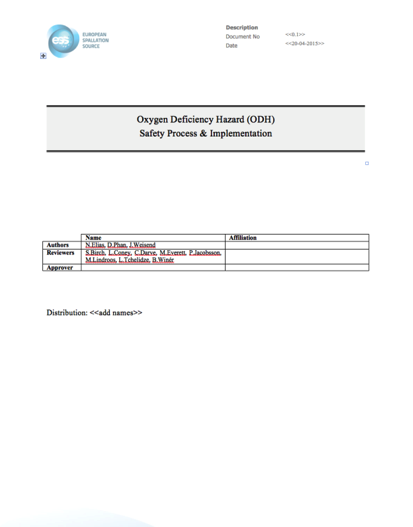 ess
EUROPEAN
SPALLATION
SOURCE
Description
Document No <<0.1>>
Date <<20-04-2015>>
Oxygen Deficiency Hazard (ODH)
Safety Process & Implementation
Name Affiliation
Authors N.Elias, D.Phan, J.Weisend
Reviewers S.Birch, L.Coney, C.Darve, M.Everett, P.Jacobsson,
M.Lindroos, L.Tchelidze, B.Winér
Approver
Distribution: <<add names>>